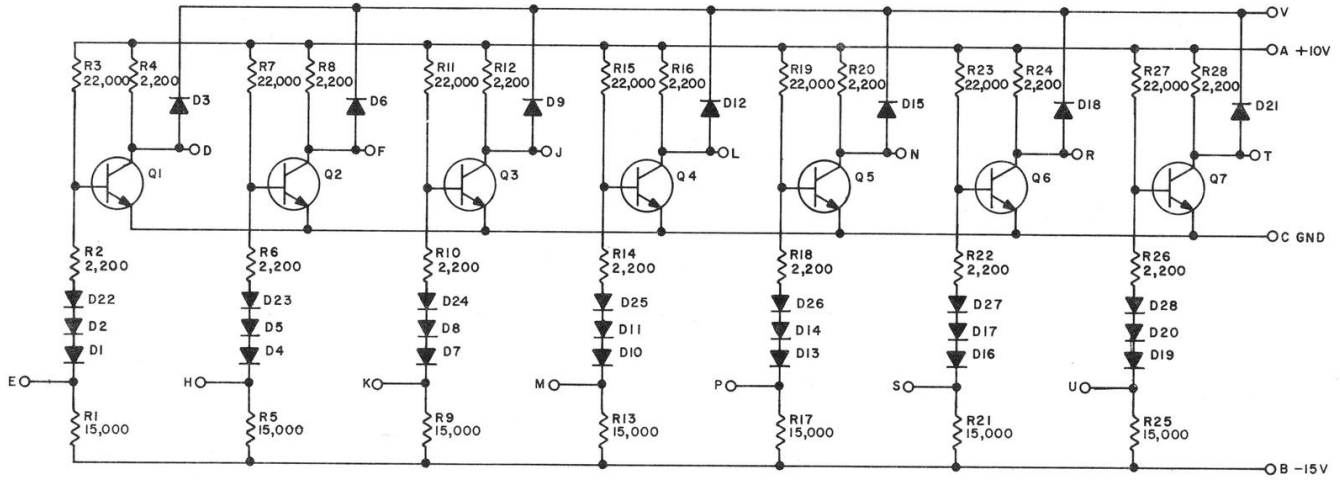 V
A +10V
R3
22,000
R4
2,200
D3
R7
22,000
R8
2,200
D6
R11
22,000
R12
2,200
D9
R15
22,000
R16
2,200
D12
R19
22,000
R20
2,200
D15
R23
22,000
R24
2,200
D18
R27
22,000
R28
2,200
D21
D
F
J
L
N
R
T
Q1
Q2
Q3
Q4
Q5
Q6
Q7
C GND
R2
2,200
R6
2,200
R10
2,200
R14
2,200
R18
2,200
R22
2,200
R26
2,200
D22
D23
D24
D25
D26
D27
D28
D2
D5
D8
D11
D14
D17
D20
D1
D4
D7
D10
D13
D16
D19
E
H
K
M
P
S
U
R1
15,000
R5
15,000
R9
15,000
R13
15,000
R17
15,000
R21
15,000
R25
15,000
B -15V